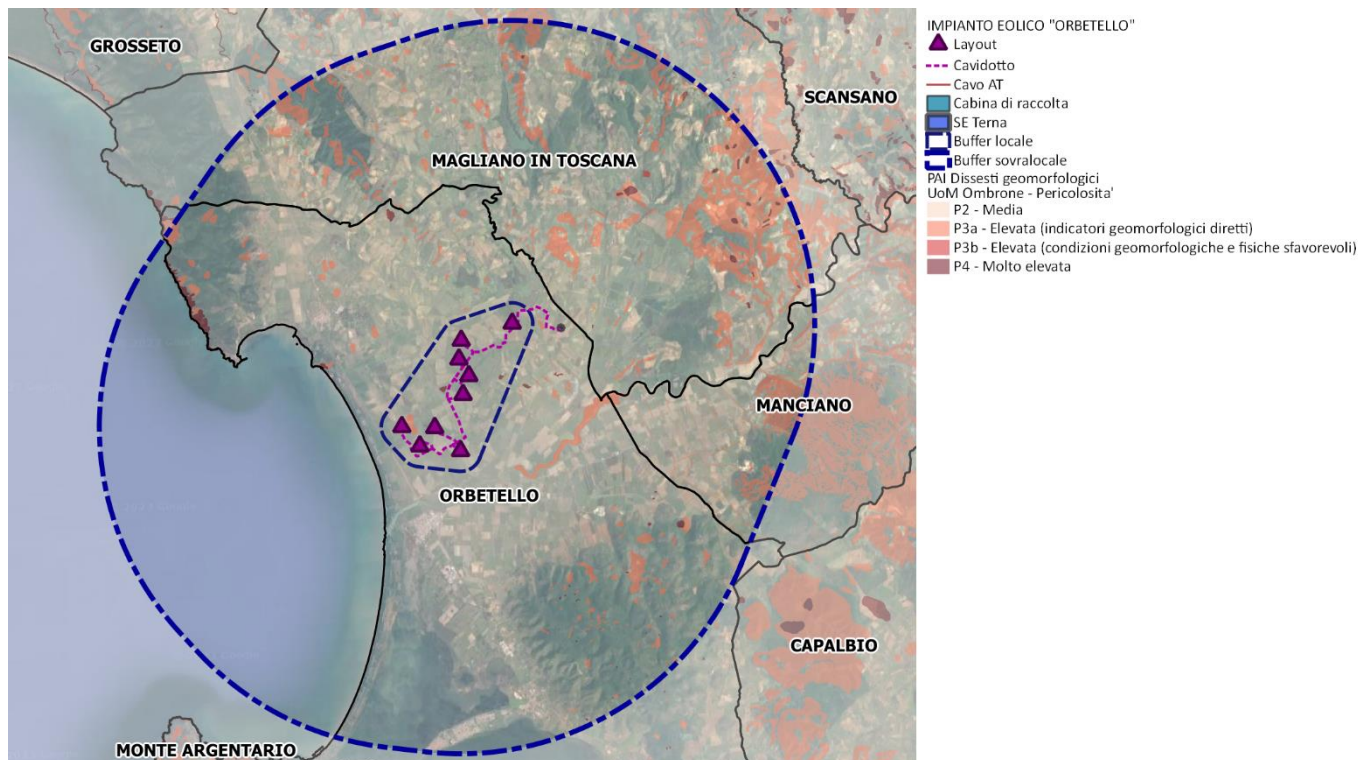 GROSSETO
SCANSANO
MAGLIANO IN TOSCANA
MANCIANO
ORBETELLO
CAPALBIO
MONTE ARGENTARIO
IMPIANTO EOLICO "ORBETELLO"
Layout
Cavidotto
Cavo AT
Cabina di raccolta
SE Terna
Buffer locale
Buffer sovralocale
PAI Dissesti geomorfologici
UoM Ombrone - Pericolosita'
P2 - Media
P3a - Elevata (indicatori geomorfologici diretti)
P3b - Elevata (condizioni geomorfologiche e fisiche sfavorevoli)
P4 - Molto elevata